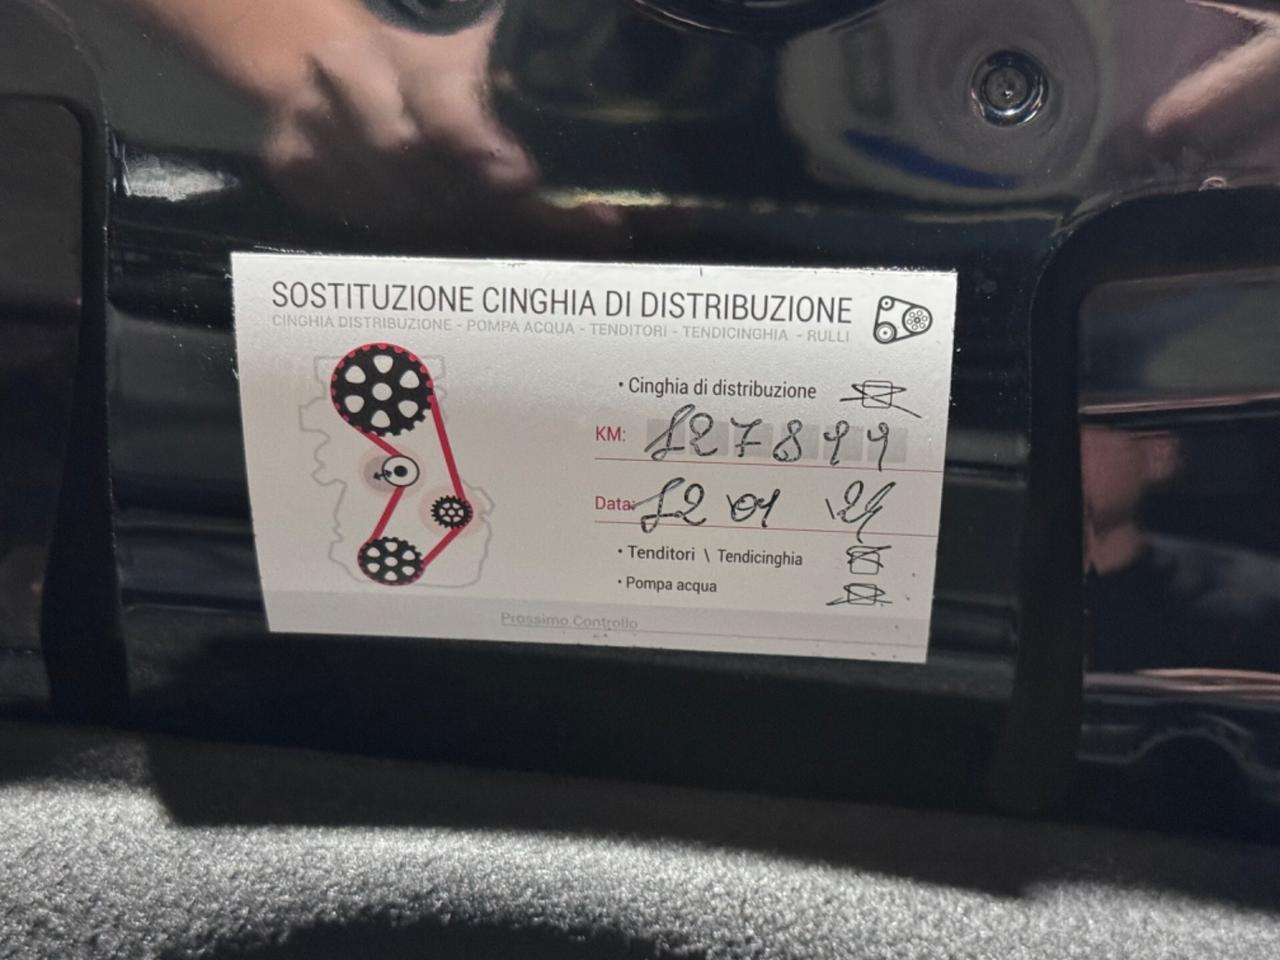 SOSTITUZIONE CINGHIA DI DISTRIBUZIONE
CINGHIA DISTRIBUZIONE - POMPA ACQUA - TENDITORI - TENDICINGHIA - RULLI
• Cinghia di distribuzione
KM: 127899
Data: 12 01
• Tenditori \ Tendicinghia
• Pompa acqua
Prossimo Controllo